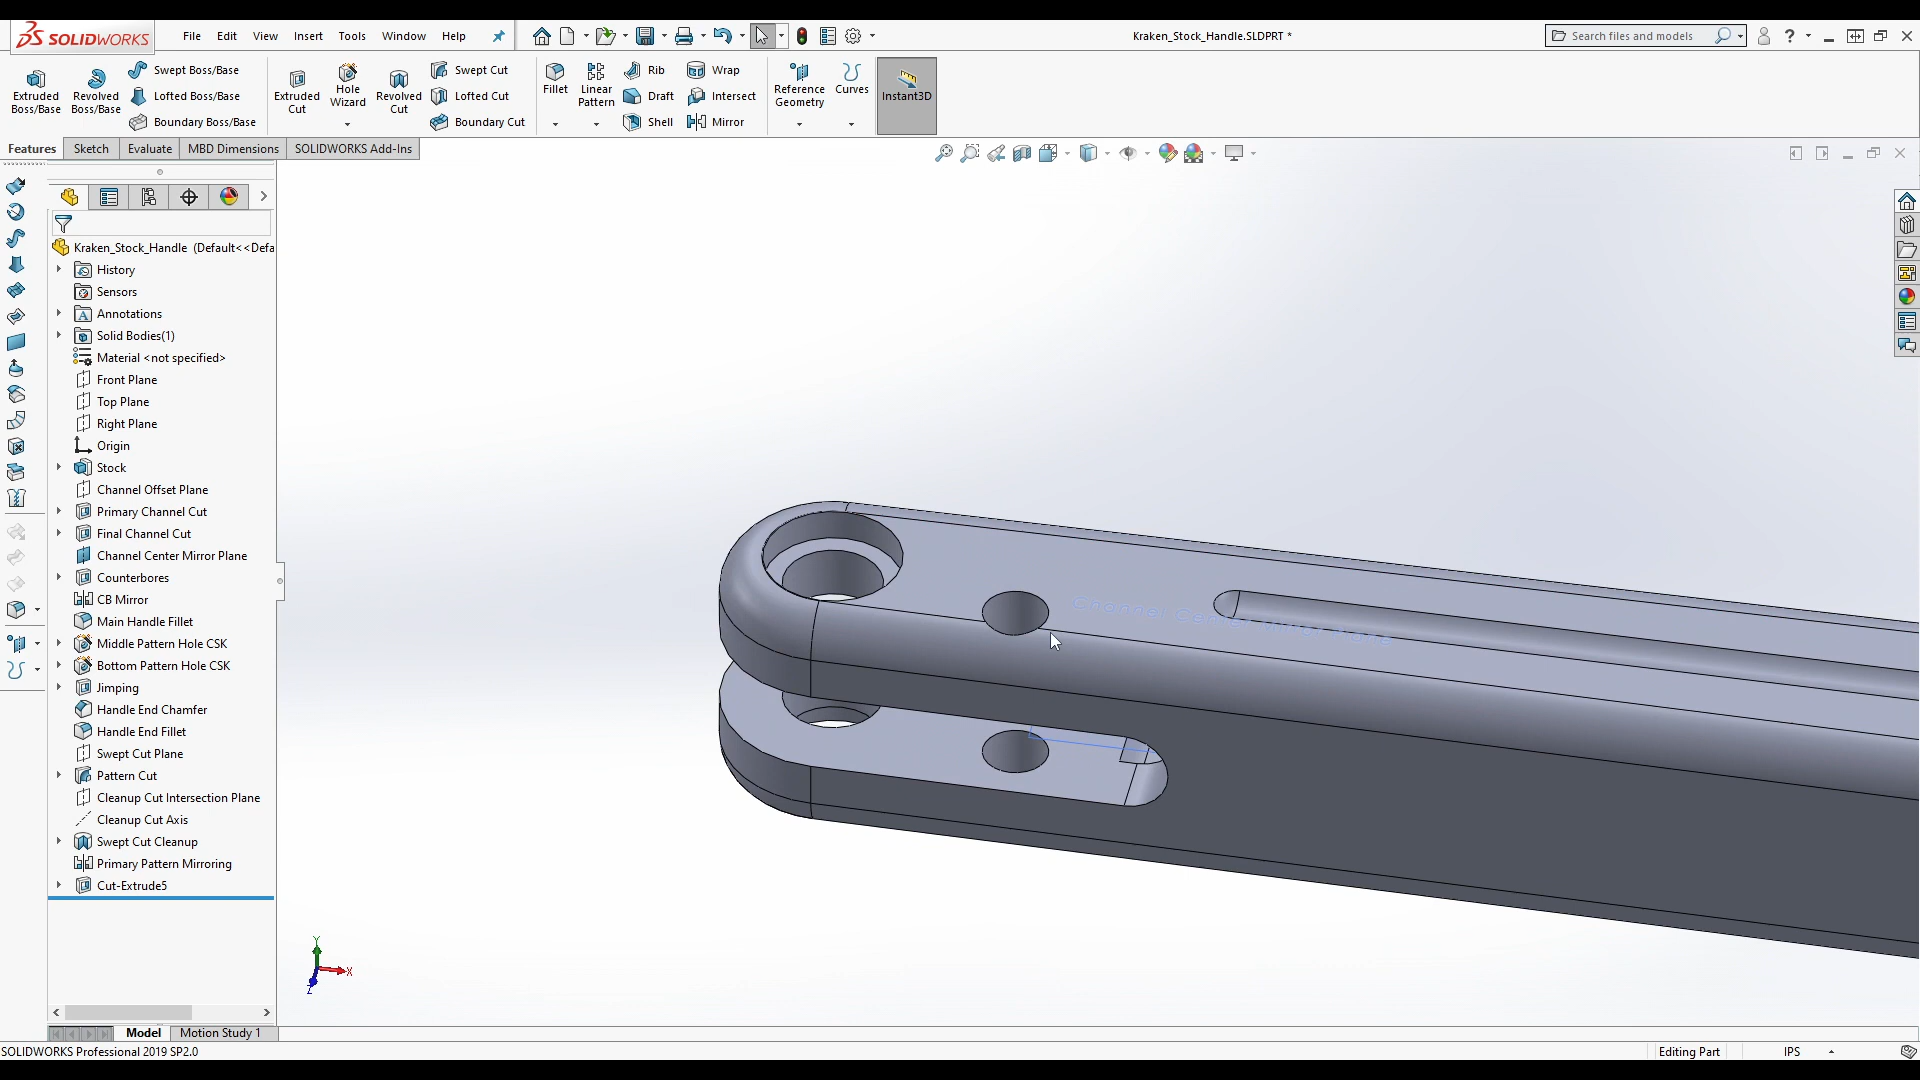 SOLIDWORKS
File Edit View Insert Tools Window Help
Kraken_Stock_Handle.SLDPRT *
Search files and models
Extruded Boss/Base
Revolved Boss/Base
Swept Boss/Base
Lofted Boss/Base
Boundary Boss/Base
Extruded Cut
Hole Wizard
Revolved Cut
Swept Cut
Lofted Cut
Boundary Cut
Fillet
Linear Pattern
Rib
Draft
Shell
Wrap
Intersect
Mirror
Reference Geometry
Curves
Instant3D
Features Sketch Evaluate MBD Dimensions SOLIDWORKS Add-Ins
Kraken_Stock_Handle (Default<<Defa
History
Sensors
Annotations
Solid Bodies(1)
Material <not specified>
Front Plane
Top Plane
Right Plane
Origin
Stock
Channel Offset Plane
Primary Channel Cut
Final Channel Cut
Channel Center Mirror Plane
Counterbores
CB Mirror
Main Handle Fillet
Middle Pattern Hole CSK
Bottom Pattern Hole CSK
Jimping
Handle End Chamfer
Handle End Fillet
Swept Cut Plane
Pattern Cut
Cleanup Cut Intersection Plane
Cleanup Cut Axis
Swept Cut Cleanup
Primary Pattern Mirroring
Cut-Extrude5
Channel Center Mirror Plane
Y
X
Z
Model Motion Study 1
SOLIDWORKS Professional 2019 SP2.0
Editing Part
IPS